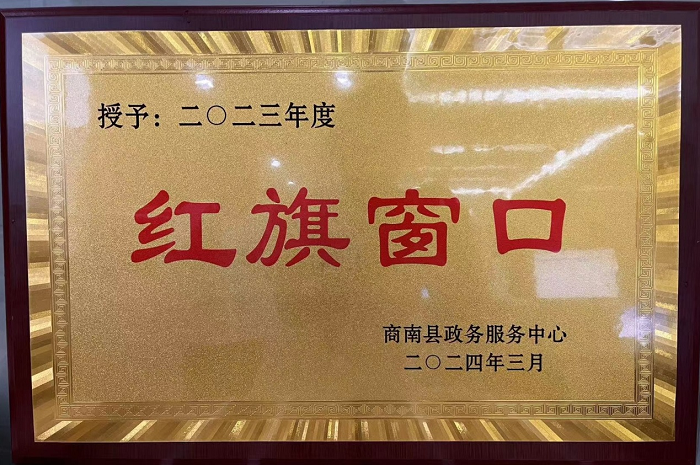 授予：二〇二三年度
红旗窗口
商南县政务服务中心
二〇二四年三月